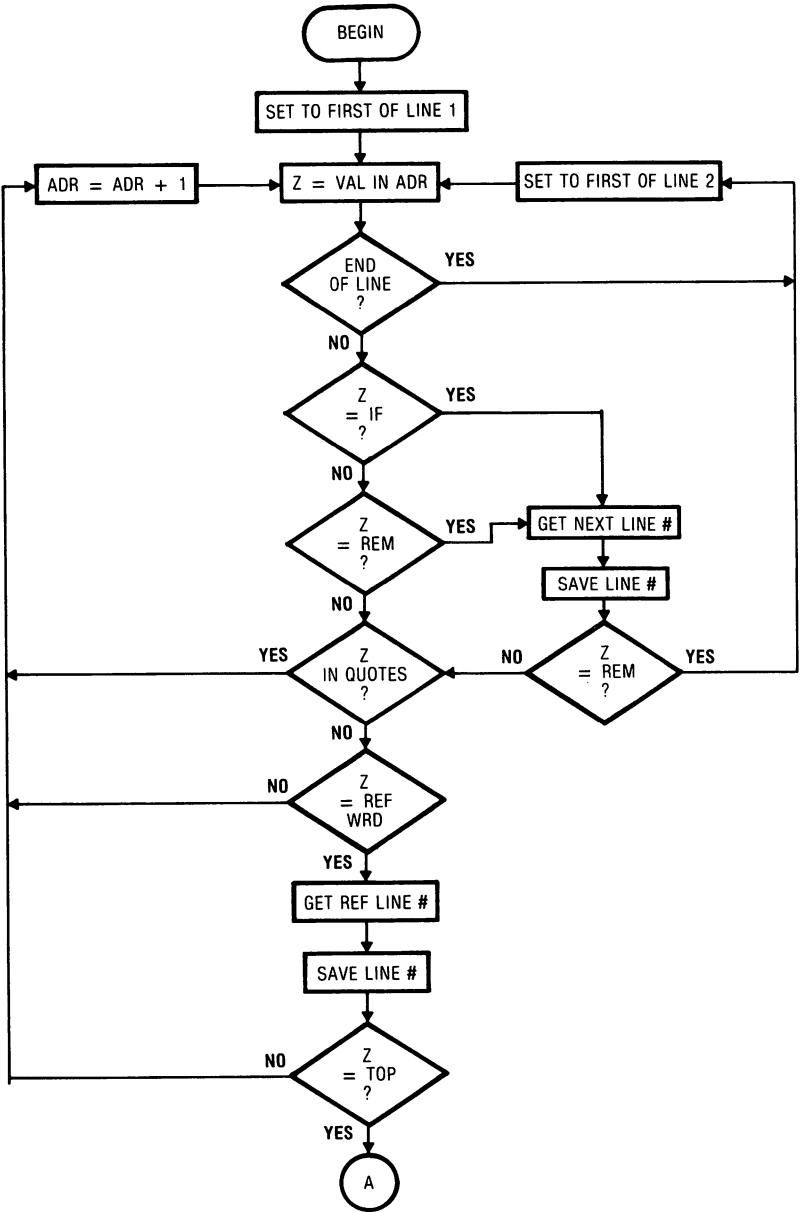 BEGIN
SET TO FIRST OF LINE 1
ADR = ADR + 1
Z = VAL IN ADR
SET TO FIRST OF LINE 2
END
OF LINE
?
YES
NO
Z
= IF
?
YES
NO
Z
= REM
?
YES
GET NEXT LINE #
SAVE LINE #
NO
YES
Z
IN QUOTES
?
NO
Z
= REM
?
YES
NO
NO
Z
= REF
WRD
YES
GET REF LINE #
SAVE LINE #
NO
Z
= TOP
?
YES
A